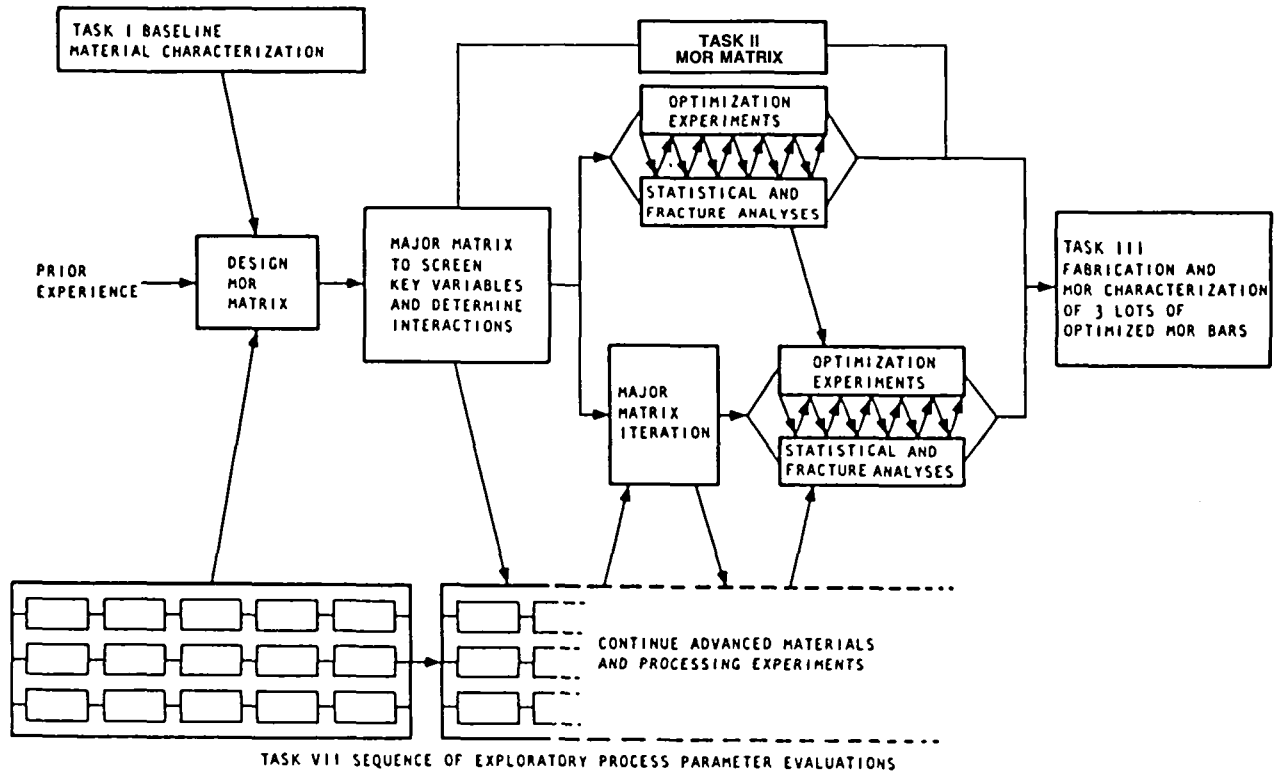 TASK I BASELINE
MATERIAL CHARACTERIZATION
TASK II
MOR MATRIX
OPTIMIZATION
EXPERIMENTS
STATISTICAL AND
FRACTURE ANALYSES
PRIOR
EXPERIENCE
DESIGN
MOR
MATRIX
MAJOR MATRIX
TO SCREEN
KEY VARIABLES
AND DETERMINE
INTERACTIONS
TASK III
FABRICATION AND
MOR CHARACTERIZATION
OF 3 LOTS OF
OPTIMIZED MOR BARS
MAJOR
MATRIX
ITERATION
OPTIMIZATION
EXPERIMENTS
STATISTICAL AND
FRACTURE ANALYSES
CONTINUE ADVANCED MATERIALS
AND PROCESSING EXPERIMENTS
TASK VII SEQUENCE OF EXPLORATORY PROCESS PARAMETER EVALUATIONS